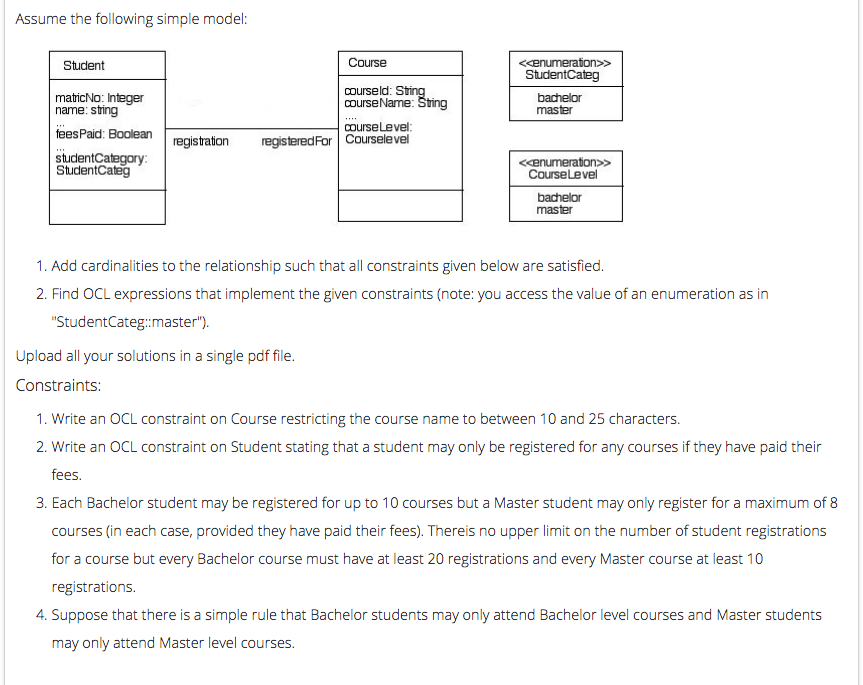 Assume the following simple model:
Student
matricNo: Integer
name: string
...
feesPaid: Boolean
...
studentCategory:
StudentCateg
registration
registeredFor
Course
courseId: String
courseName: String
....
courseLevel:
Courselevel
<<enumeration>>
StudentCateg
bachelor
master
<<enumeration>>
CourseLevel
bachelor
master
1. Add cardinalities to the relationship such that all constraints given below are satisfied.
2. Find OCL expressions that implement the given constraints (note: you access the value of an enumeration as in
"StudentCateg::master").
Upload all your solutions in a single pdf file.
Constraints:
1. Write an OCL constraint on Course restricting the course name to between 10 and 25 characters.
2. Write an OCL constraint on Student stating that a student may only be registered for any courses if they have paid their
fees.
3. Each Bachelor student may be registered for up to 10 courses but a Master student may only register for a maximum of 8
courses (in each case, provided they have paid their fees). Thereis no upper limit on the number of student registrations
for a course but every Bachelor course must have at least 20 registrations and every Master course at least 10
registrations.
4. Suppose that there is a simple rule that Bachelor students may only attend Bachelor level courses and Master students
may only attend Master level courses.